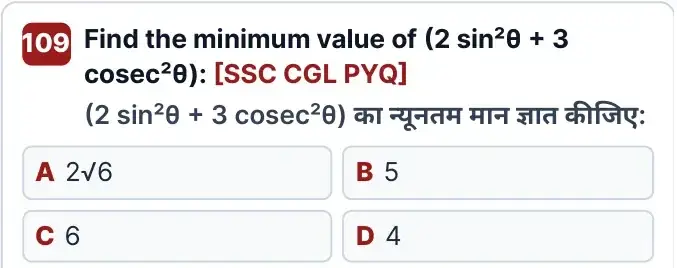 109 Find the minimum value of (2 sin²θ + 3
cosec²θ): [SSC CGL PYQ]
(2 sin²θ + 3 cosec²θ) का न्यूनतम मान ज्ञात कीजिए:
A 2√6 B 5
C 6 D 4